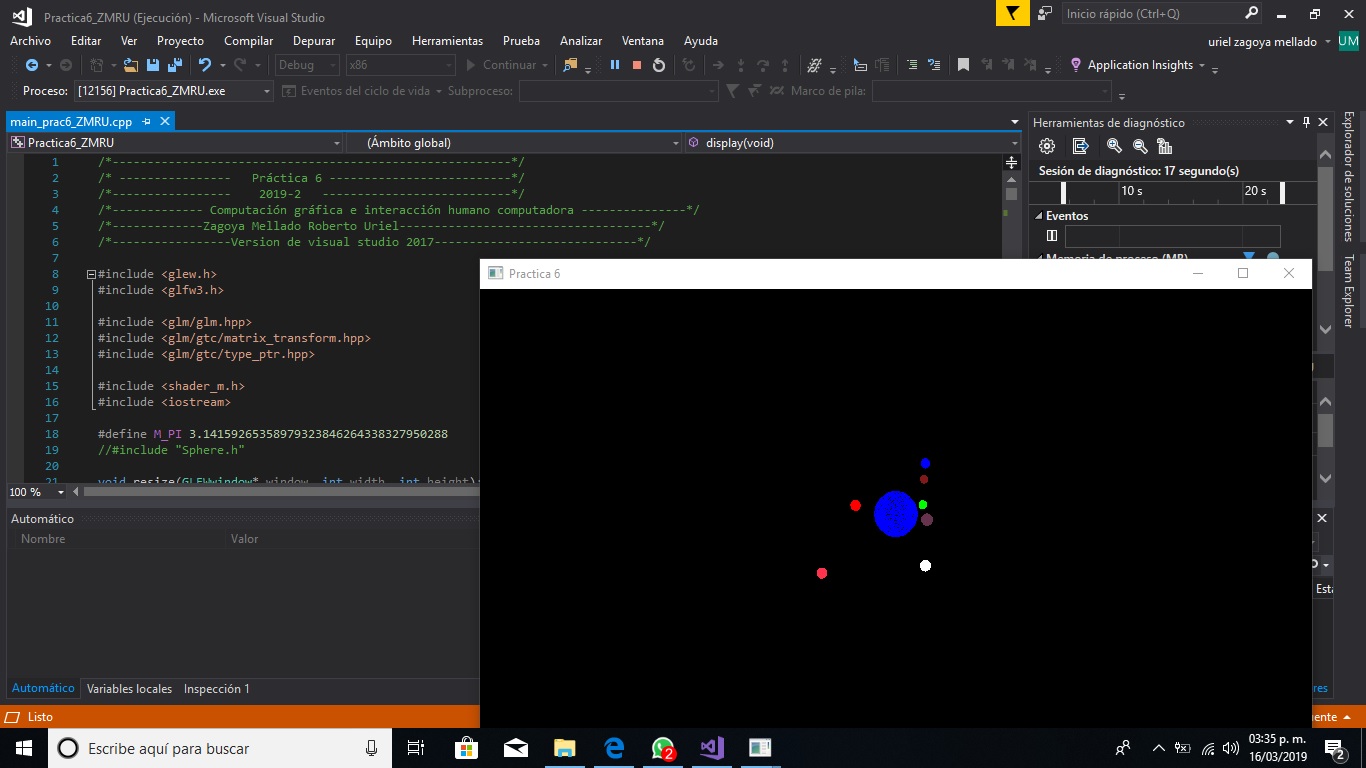 Practica6_ZMRU (Ejecución) - Microsoft Visual Studio
Inicio rápido (Ctrl+Q)
Archivo Editar Ver Proyecto Compilar Depurar Equipo Herramientas Prueba Analizar Ventana Ayuda
uriel zagoya mellado UM
Debug x86 Continuar Application Insights
Proceso: [12156] Practica6_ZMRU.exe Eventos del ciclo de vida Subproceso: Marco de pila:
main_prac6_ZMRU.cpp
Practica6_ZMRU (Ámbito global) display(void)
1 /*---------------------------------------------------------*/
2 /* ---------------- Práctica 6 --------------------------*/
3 /*----------------- 2019-2 ---------------------------*/
4 /*------------- Computación gráfica e interacción humano computadora ---------------*/
5 /*-------------Zagoya Mellado Roberto Uriel------------------------------------*/
6 /*-----------------Version de visual studio 2017-----------------------------*/
7
8 #include <glew.h>
9 #include <glfw3.h>
10
11 #include <glm/glm.hpp>
12 #include <glm/gtc/matrix_transform.hpp>
13 #include <glm/gtc/type_ptr.hpp>
14
15 #include <shader_m.h>
16 #include <iostream>
17
18 #define M_PI 3.14159265358979323846264338327950288
19 //#include "Sphere.h"
20
21 void resize(GLFWwindow* window, int width, int height);
100 %
Herramientas de diagnóstico
Sesión de diagnóstico: 17 segundo(s)
10 s 20 s
Eventos
Memoria de proceso (MB)
Explorador de soluciones
Team Explorer
Practica 6
Automático
Nombre Valor
Automático Variables locales Inspección 1
Listo
Escribe aquí para buscar
2
03:35 p. m.
16/03/2019
2